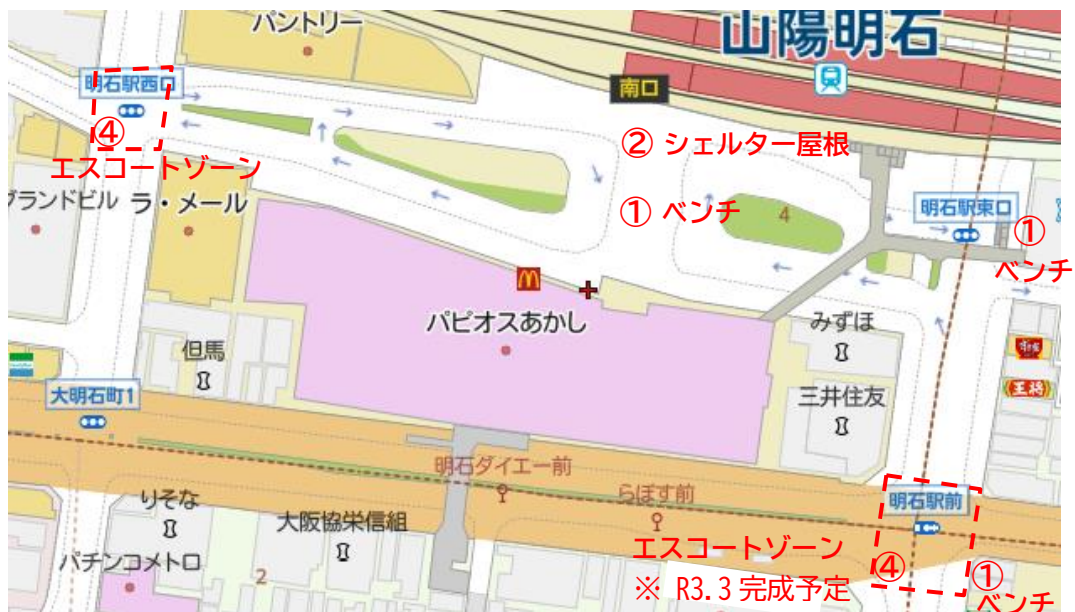 パントリー
山陽明石
明石駅西口
南口
④
エスコートゾーン
② シェルター屋根
グランドビル
ラ・メール
① ベンチ
4
明石駅東口
①
ベンチ
パピオスあかし
みずほ
但馬
三井住友
すき家
王将
大明石町1
明石ダイエー前
らぽす前
明石駅前
りそな
大阪協栄信組
パチンコメトロ
2
エスコートゾーン
④
※ R3.3 完成予定
①
ベンチ